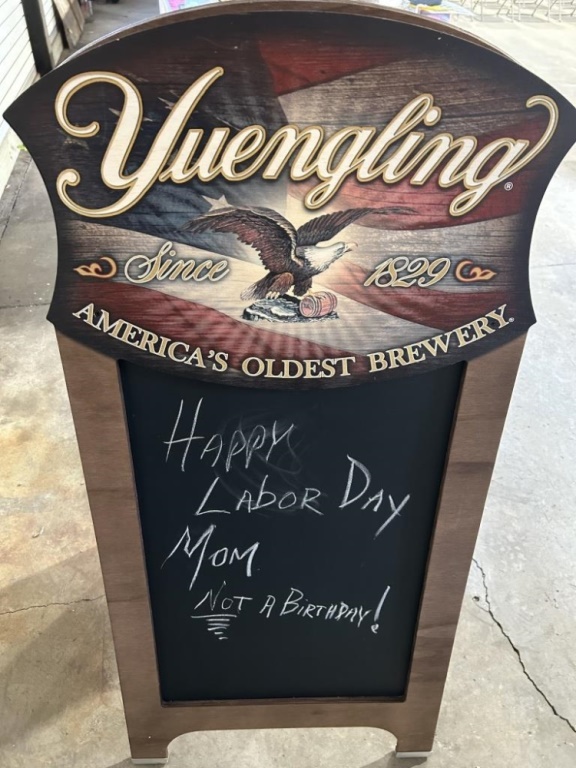 Yuengling®
Since 1829
AMERICA'S OLDEST BREWERY®
HAPPY
LABOR DAY
MOM
NOT A BIRTHDAY!